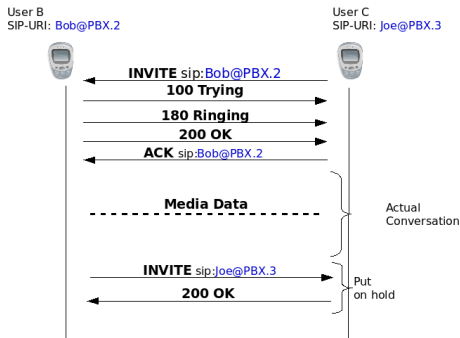 User B
SIP-URI: Bob@PBX.2
User C
SIP-URI: Joe@PBX.3
INVITE sip:Bob@PBX.2
100 Trying
180 Ringing
200 OK
ACK sip:Bob@PBX.2
Media Data
Actual
Conversation
INVITE sip:Joe@PBX.3
200 OK
Put
on hold